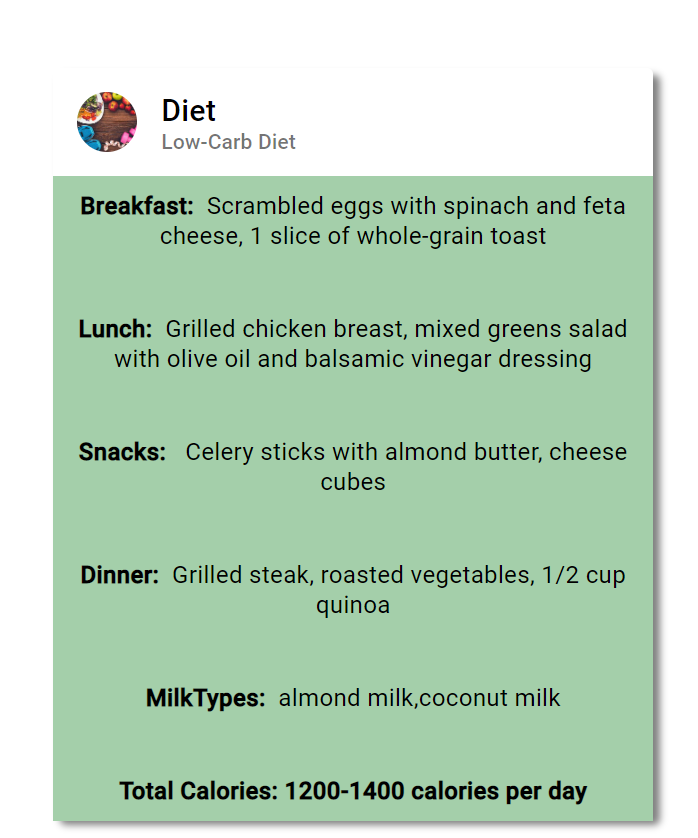 Diet
Low-Carb Diet
Breakfast: Scrambled eggs with spinach and feta
cheese, 1 slice of whole-grain toast
Lunch: Grilled chicken breast, mixed greens salad
with olive oil and balsamic vinegar dressing
Snacks: Celery sticks with almond butter, cheese
cubes
Dinner: Grilled steak, roasted vegetables, 1/2 cup
quinoa
MilkTypes: almond milk,coconut milk
Total Calories: 1200-1400 calories per day